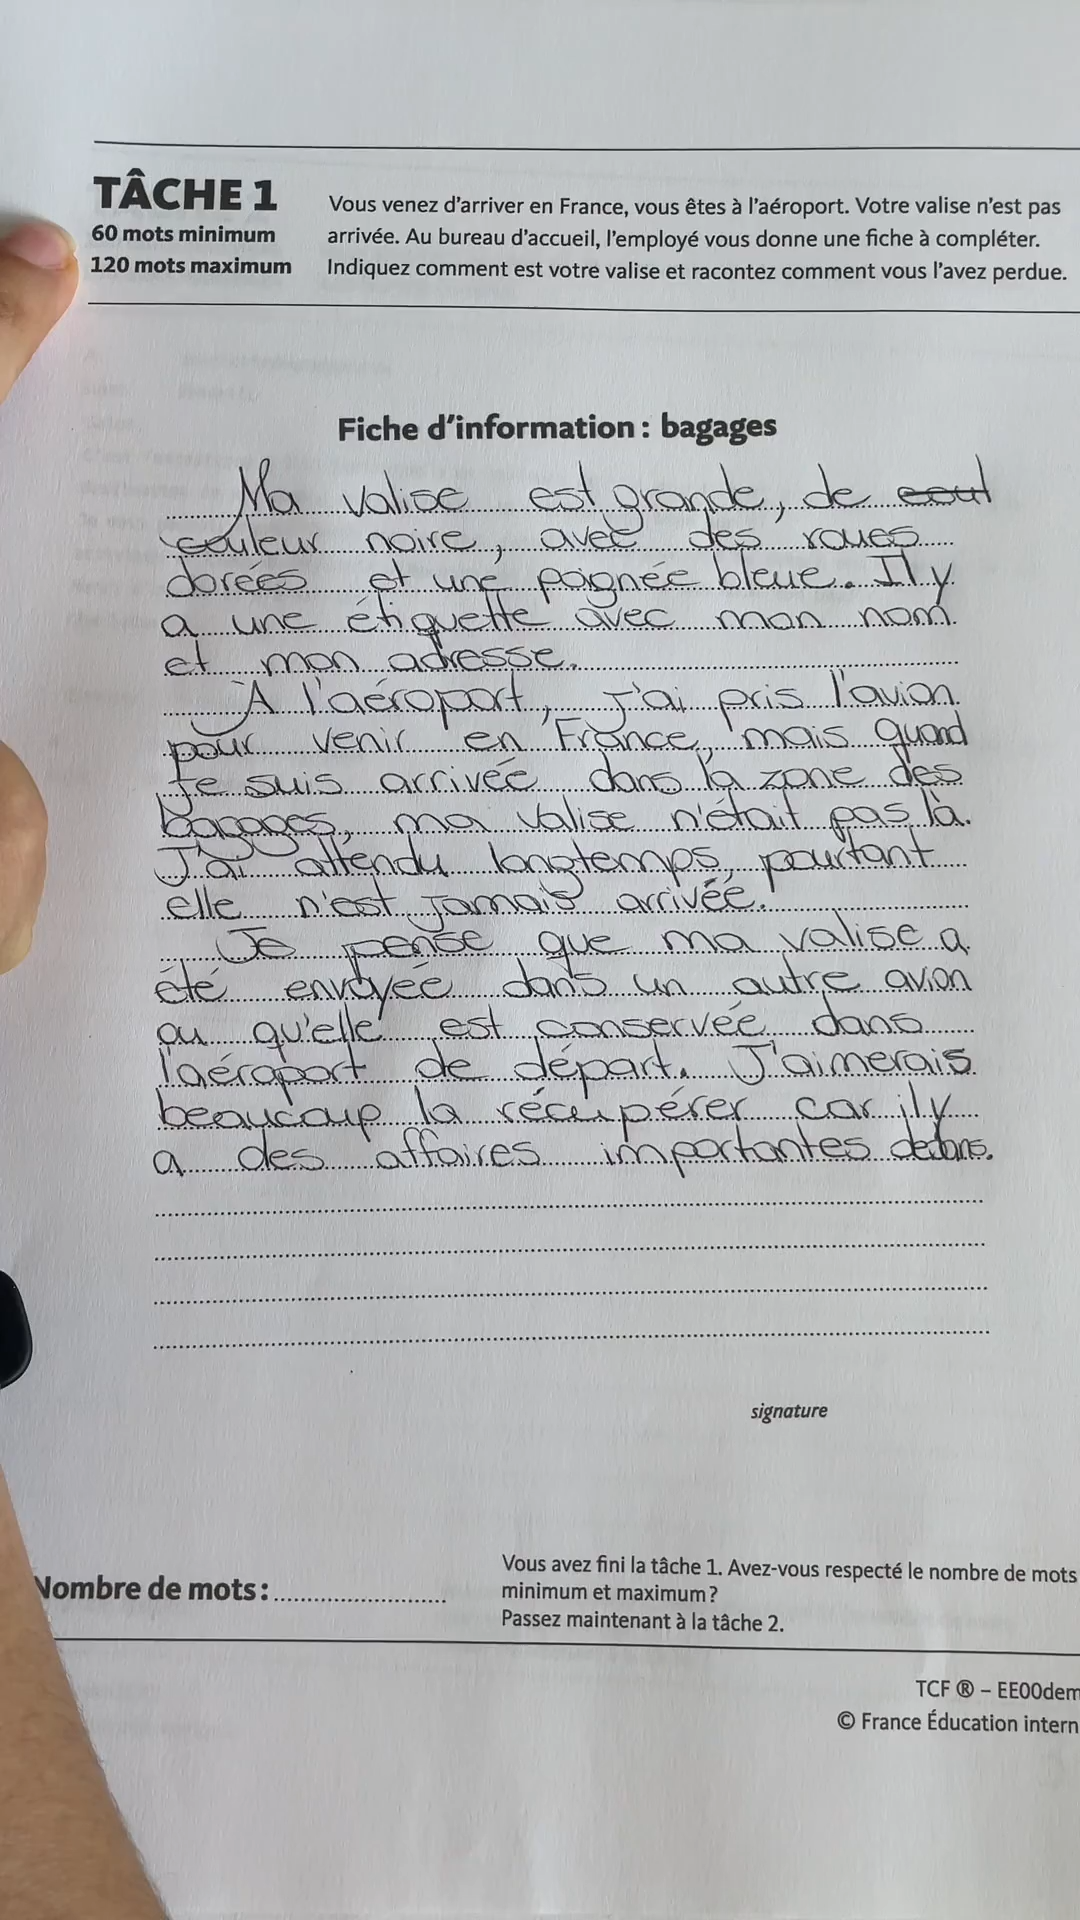 TÂCHE 1
60 mots minimum
120 mots maximum
Vous venez d'arriver en France, vous êtes à l'aéroport. Votre valise n'est pas
arrivée. Au bureau d'accueil, l'employé vous donne une fiche à compléter.
Indiquez comment est votre valise et racontez comment vous l'avez perdue.
Fiche d'information : bagages
Ma valise est grande, de coul
couleur noire, avec des roues
dorées et une poignée bleue. Il y
a une étiquette avec mon nom
et mon adresse.
A l'aéroport, j'ai pris l'avion
pour venir en France, mais quand
je suis arrivée dans la zone des
bagages, ma valise n'était pas là.
J'ai attendu longtemps, pourtant
elle n'est jamais arrivée.
Je pense que ma valise a
été envoyée dans un autre avion
ou qu'elle est conservée dans
l'aéroport de départ. J'aimerais
beaucoup la récupérer car il y
a des affaires importantes dedans.
signature
Nombre de mots :
Vous avez fini la tâche 1. Avez-vous respecté le nombre de mots
minimum et maximum ?
Passez maintenant à la tâche 2.
TCF ® – EE00dem
© France Éducation intern